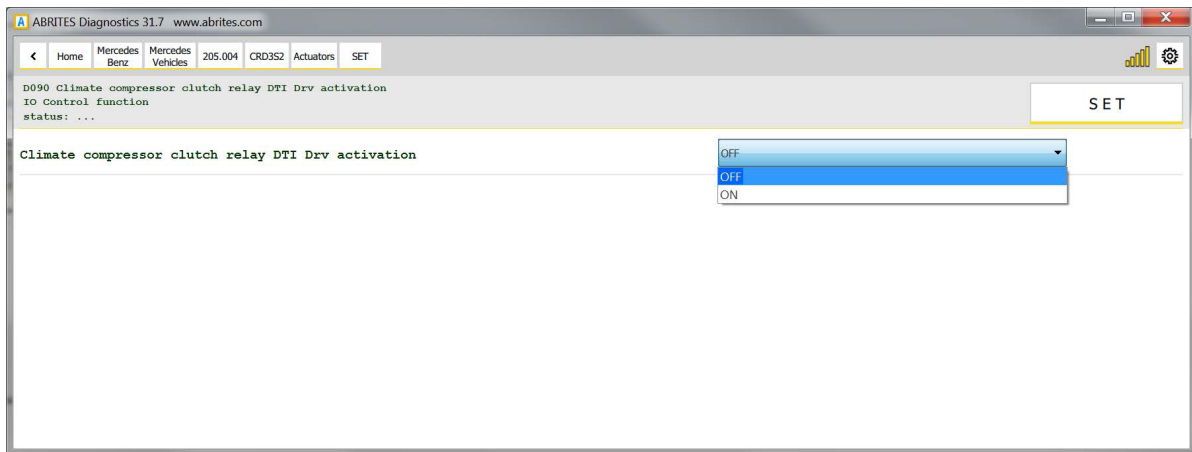 A ABRITES Diagnostics 31.7 www.abrites.com
Home
Mercedes
Benz
Mercedes
Vehicles
205.004
CRD3S2
Actuators
SET
D090 Climate compressor clutch relay DTI Drv activation
IO Control function
status: ...
SET
Climate compressor clutch relay DTI Drv activation
OFF
OFF
ON